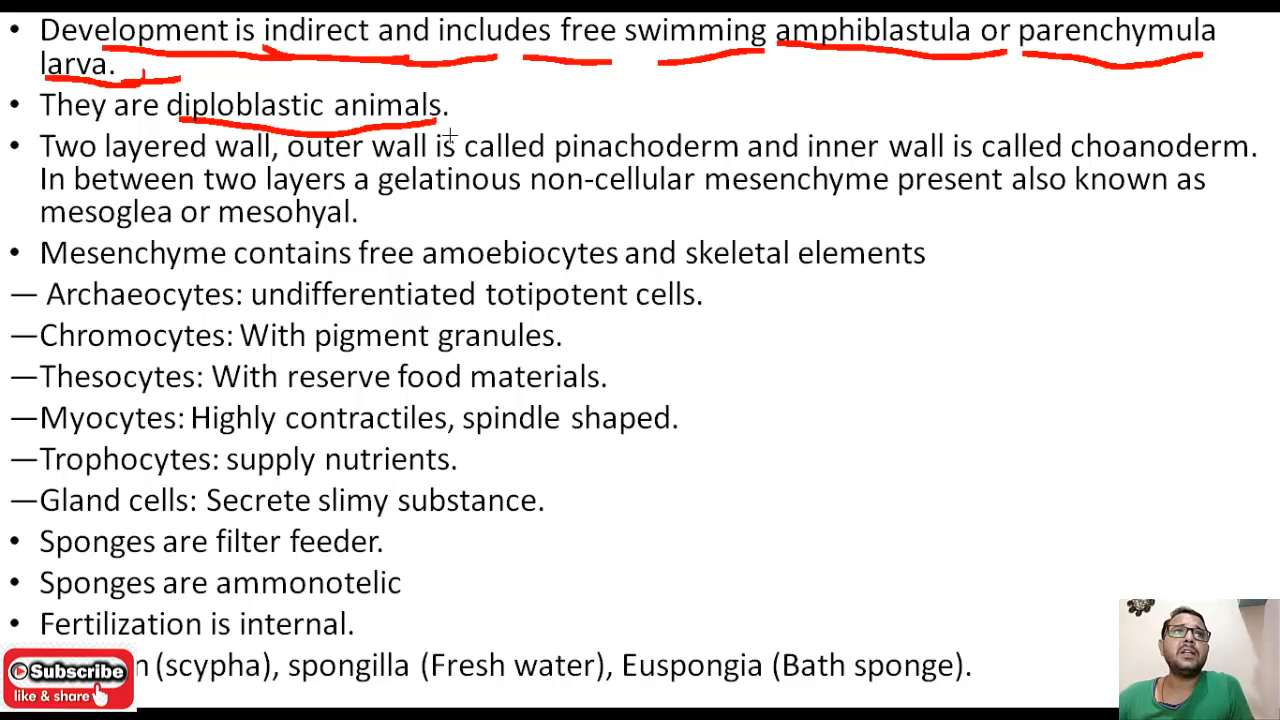 • Development is indirect and includes free swimming amphiblastula or parenchymula
larva.
• They are diploblastic animals.
• Two layered wall, outer wall is called pinachoderm and inner wall is called choanoderm.
In between two layers a gelatinous non-cellular mesenchyme present also known as
mesoglea or mesohyal.
• Mesenchyme contains free amoebiocytes and skeletal elements
— Archaeocytes: undifferentiated totipotent cells.
—Chromocytes: With pigment granules.
—Thesocytes: With reserve food materials.
—Myocytes: Highly contractiles, spindle shaped.
—Trophocytes: supply nutrients.
—Gland cells: Secrete slimy substance.
• Sponges are filter feeder.
• Sponges are ammonotelic
• Fertilization is internal.
(scypha), spongilla (Fresh water), Euspongia (Bath sponge).
Subscribe
like & share